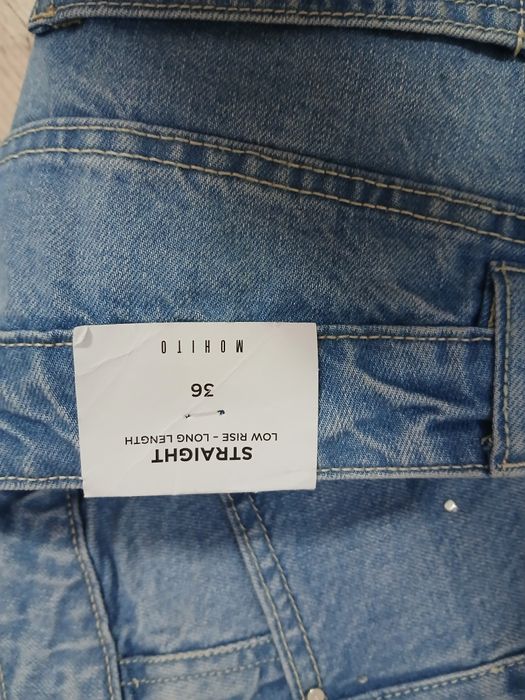 STRAIGHT
LOW RISE - LONG LENGTH
36
MOHITO